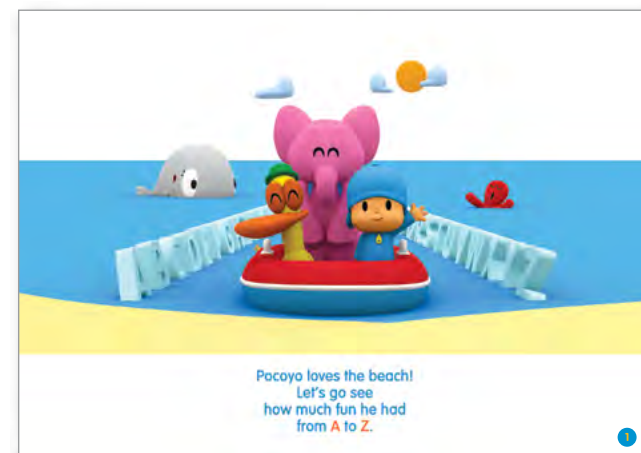 Pocoyo loves the beach!
Let's go see
how much fun he had
from A to Z.
1